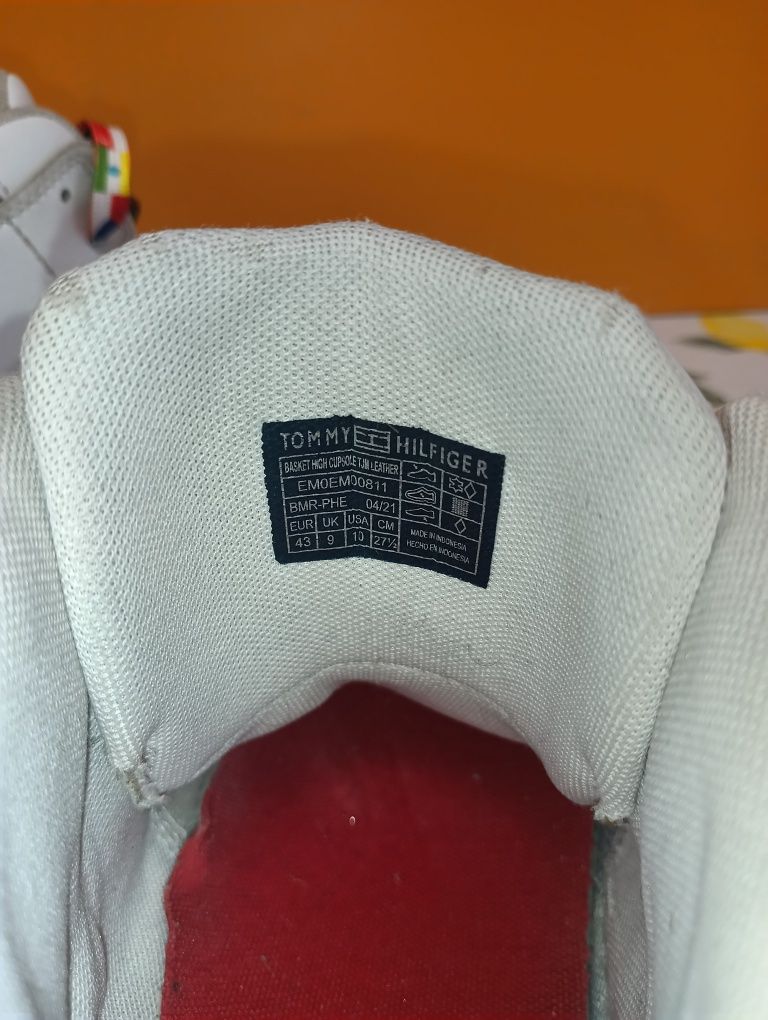 TOMMY HILFIGER
BASKET HIGH CUPSOLE TJM LEATHER
EM0EM00811
BMR-PHE 04/21
EUR UK USA CM
43 9 10 27½
MADE IN INDONESIA
HECHO EN INDONESIA